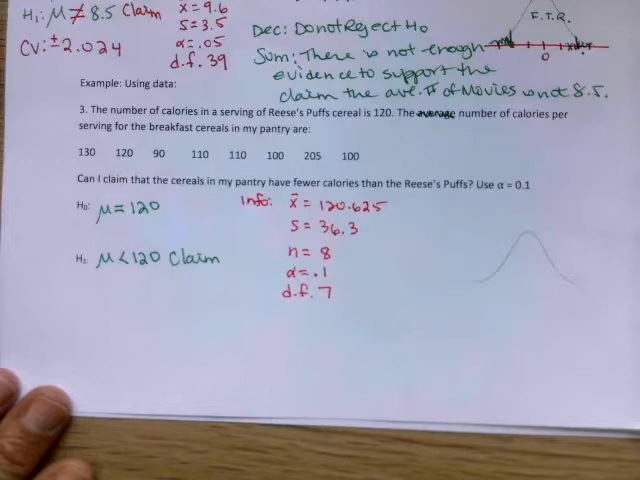 H₁: μ ≠ 8.5 Claim
x̄ = 9.6
s = 3.5
α = .05
d.f. 39
CV: ± 2.024
Dec: Do not Reject H₀
Sum: There is not enough
evidence to support the
claim the ave. # of Movies is not 8.5.
F.T.R.
0
Example: Using data:
3. The number of calories in a serving of Reese's Puffs cereal is 120. The average number of calories per
serving for the breakfast cereals in my pantry are:
130 120 90 110 110 100 205 100
Can I claim that the cereals in my pantry have fewer calories than the Reese's Puffs? Use α = 0.1
H₀: μ = 120
H₁: μ < 120 Claim
Info: x̄ = 120.625
s = 36.3
n = 8
α = .1
d.f. 7